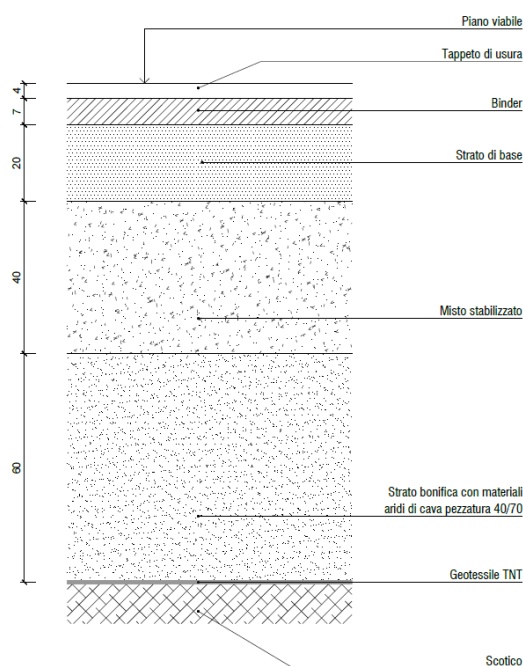 Piano viabile
Tappeto di usura
4
Binder
7
Strato di base
20
40
Misto stabilizzato
60
Strato bonifica con materiali
aridi di cava pezzatura 40/70
Geotessile TNT
Scotico